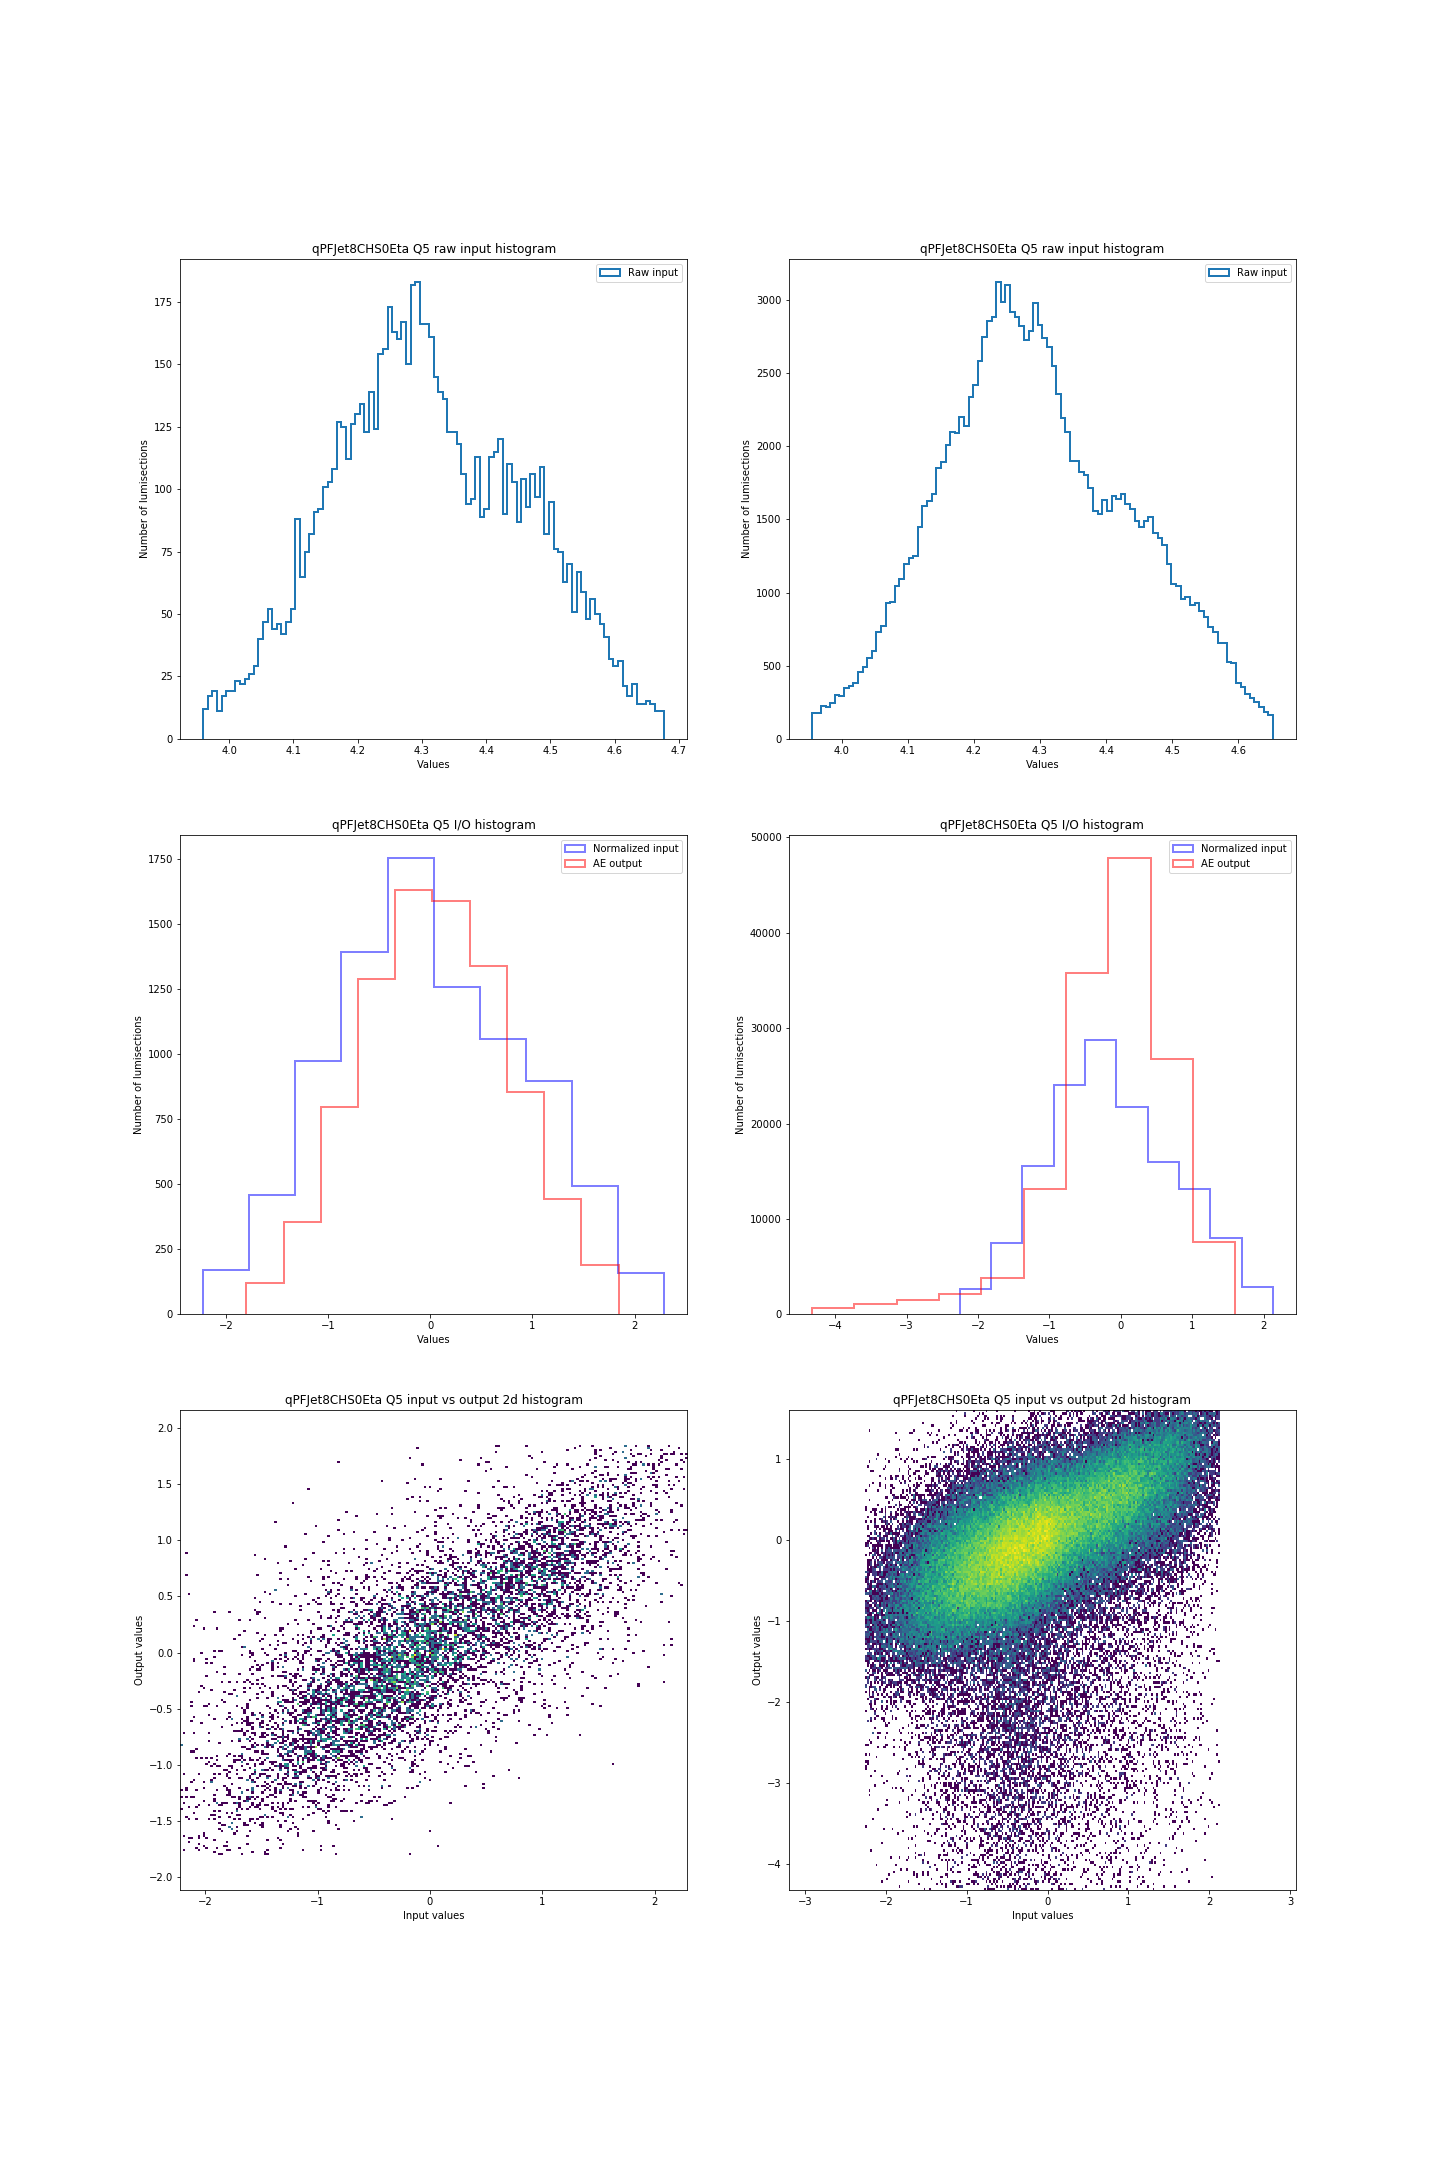 qPFJet8CHS0Eta Q5 raw input histogram
Raw input
175
150
125
100
75
50
25
0
Number of lumisections
4.0 4.1 4.2 4.3 4.4 4.5 4.6 4.7
Values
qPFJet8CHS0Eta Q5 raw input histogram
Raw input
3000
2500
2000
1500
1000
500
0
Number of lumisections
4.0 4.1 4.2 4.3 4.4 4.5 4.6
Values
qPFJet8CHS0Eta Q5 I/O histogram
Normalized input
AE output
1750
1500
1250
1000
750
500
250
0
Number of lumisections
−2 −1 0 1 2
Values
qPFJet8CHS0Eta Q5 I/O histogram
Normalized input
AE output
50000
40000
30000
20000
10000
0
Number of lumisections
−4 −3 −2 −1 0 1 2
Values
qPFJet8CHS0Eta Q5 input vs output 2d histogram
2.0
1.5
1.0
0.5
0.0
−0.5
−1.0
−1.5
−2.0
Output values
−2 −1 0 1 2
Input values
qPFJet8CHS0Eta Q5 input vs output 2d histogram
1
0
−1
−2
−3
−4
Output values
−3 −2 −1 0 1 2 3
Input values